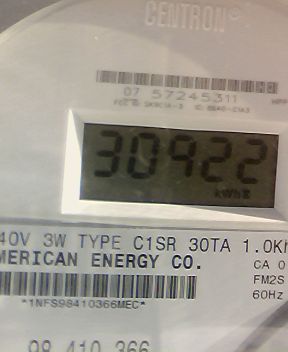 CENTRON®
07 57245311
30922
kWh
40V 3W TYPE C1SR 30TA 1.0Kh
MERICAN ENERGY CO.
CA 0
FM2S
60Hz
*1NFS98410366MEC*
98 410 366